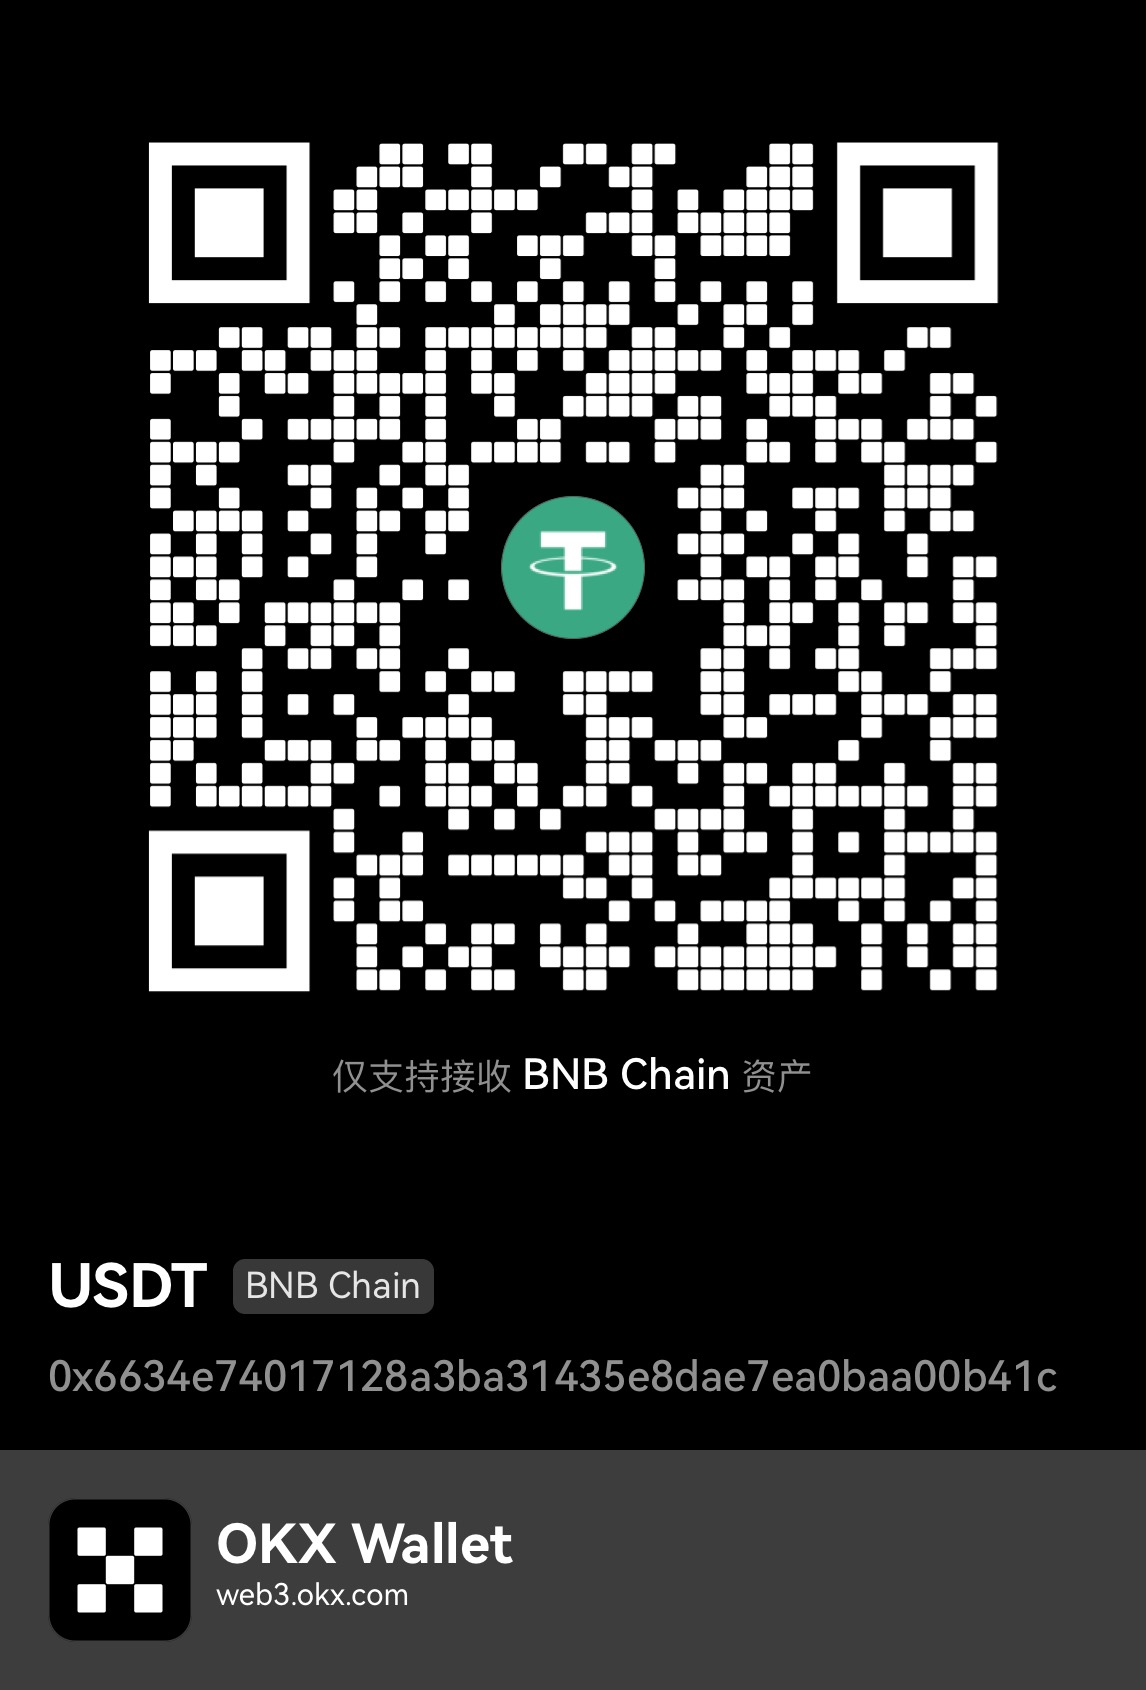 仅支持接收 BNB Chain 资产
USDT BNB Chain
0x6634e74017128a3ba31435e8dae7ea0baa00b41c
OKX Wallet
web3.okx.com